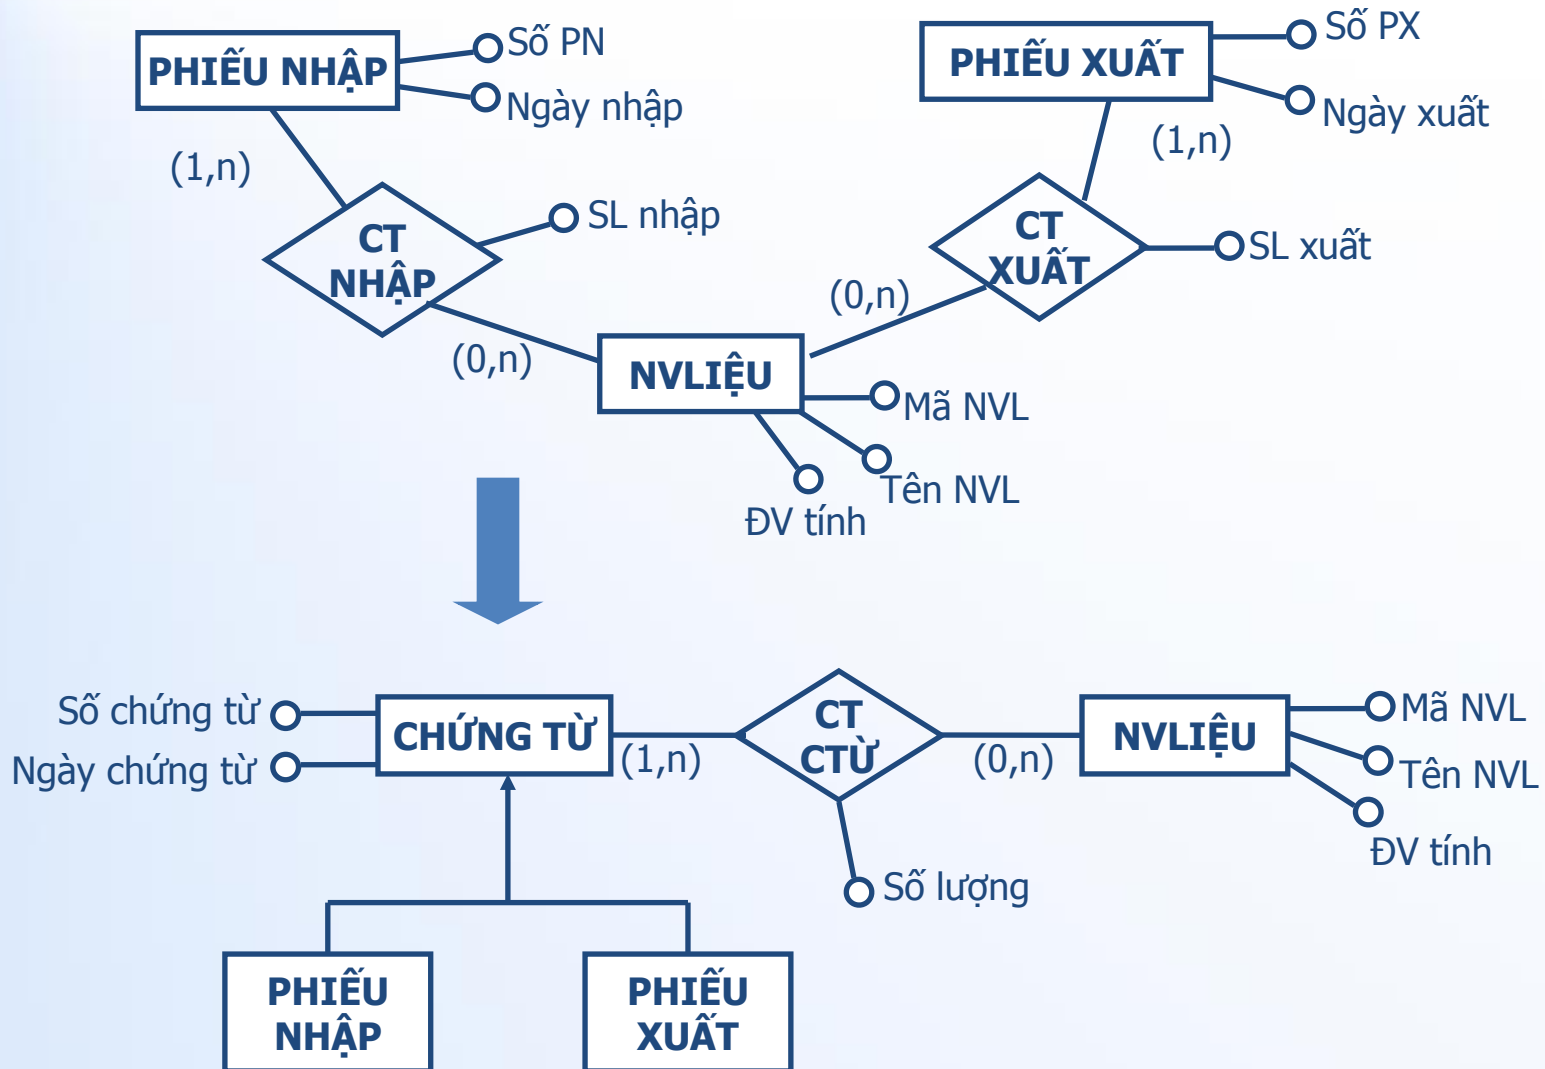 PHIẾU NHẬP
Số PN
Ngày nhập
PHIẾU XUẤT
Số PX
Ngày xuất
(1,n)
(1,n)
CT
NHẬP
SL nhập
CT
XUẤT
SL xuất
(0,n)
(0,n)
NVLIỆU
Mã NVL
Tên NVL
ĐV tính
Số chứng từ
Ngày chứng từ
CHỨNG TỪ
(1,n)
CT
CTỪ
(0,n)
NVLIỆU
Mã NVL
Tên NVL
ĐV tính
Số lượng
PHIẾU
NHẬP
PHIẾU
XUẤT